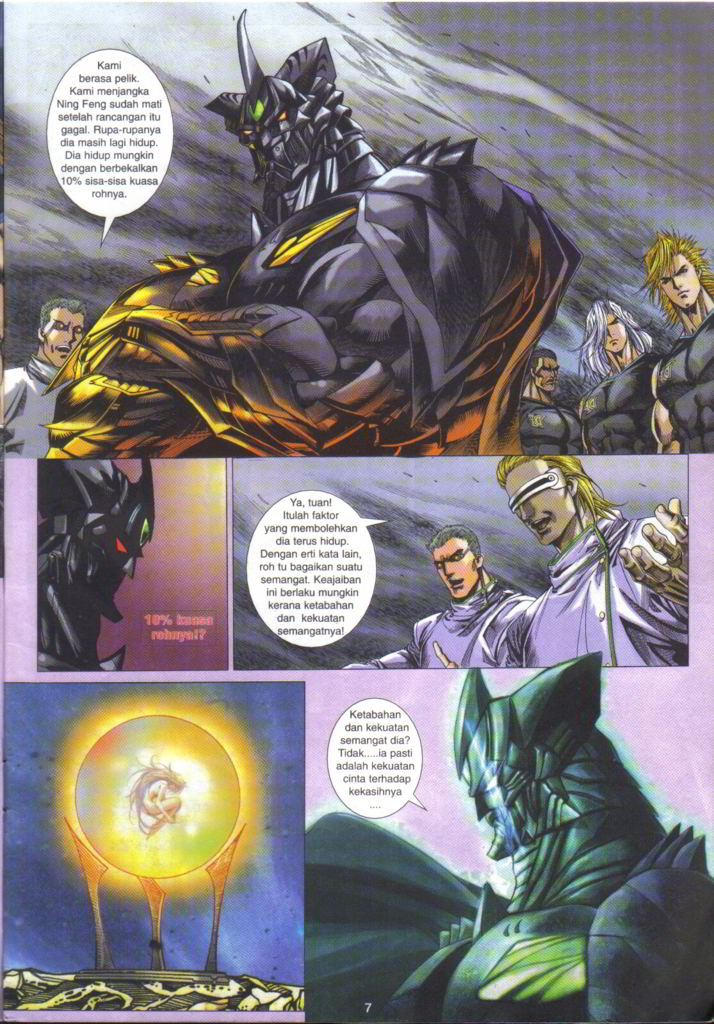 Kami
berasa pelik.
Kami menjangka
Ning Feng sudah mati
setelah rancangan itu
gagal. Rupa-rupanya
dia masih lagi hidup.
Dia hidup mungkin
dengan berbekalkan
10% sisa-sisa kuasa
rohnya.
10% kuasa
rohnya!?
Ya, tuan!
Itulah faktor
yang membolehkan
dia terus hidup.
Dengan erti kata lain,
roh tu bagaikan suatu
semangat. Keajaiban
ini berlaku mungkin
kerana ketabahan
dan kekuatan
semangatnya!
Ketabahan
dan kekuatan
semangat dia?
Tidak.....ia pasti
adalah kekuatan
cinta terhadap
kekasihnya
....
7